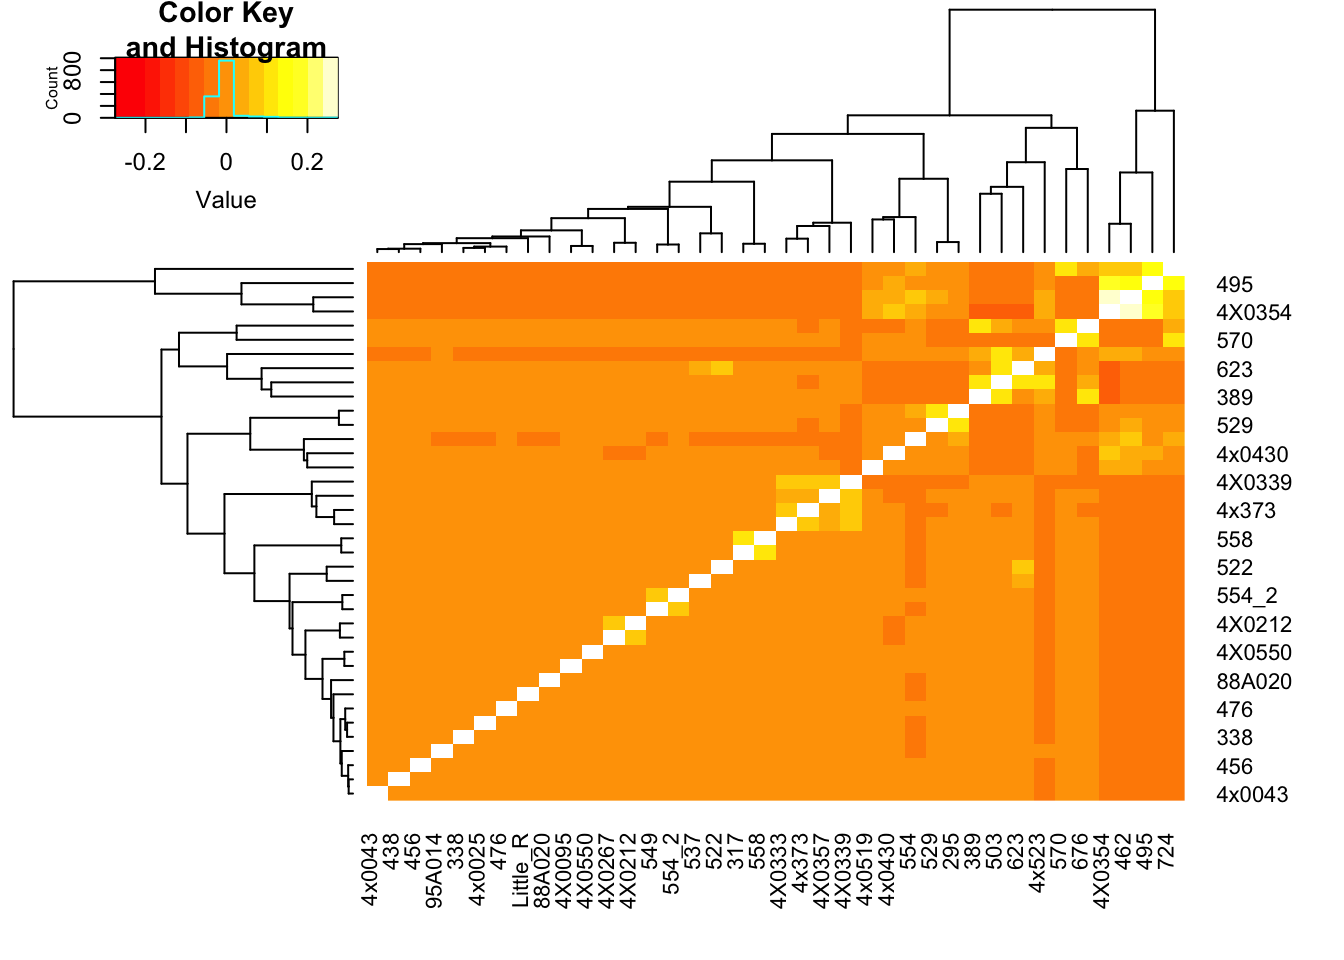 Color Key
and Histogram
Count
0 800
-0.2 0 0.2
Value
495
4X0354
570
623
389
529
4x0430
4X0339
4x373
558
522
554_2
4X0212
4X0550
88A020
476
338
456
4x0043
4x0043
438
456
95A014
338
4x0025
476
Little_R
88A020
4X0095
4X0550
4X0267
4X0212
549
554_2
537
522
317
558
4X0333
4x373
4X0357
4X0339
4x0519
4x0430
554
529
295
389
503
623
4x523
570
676
4X0354
462
495
724